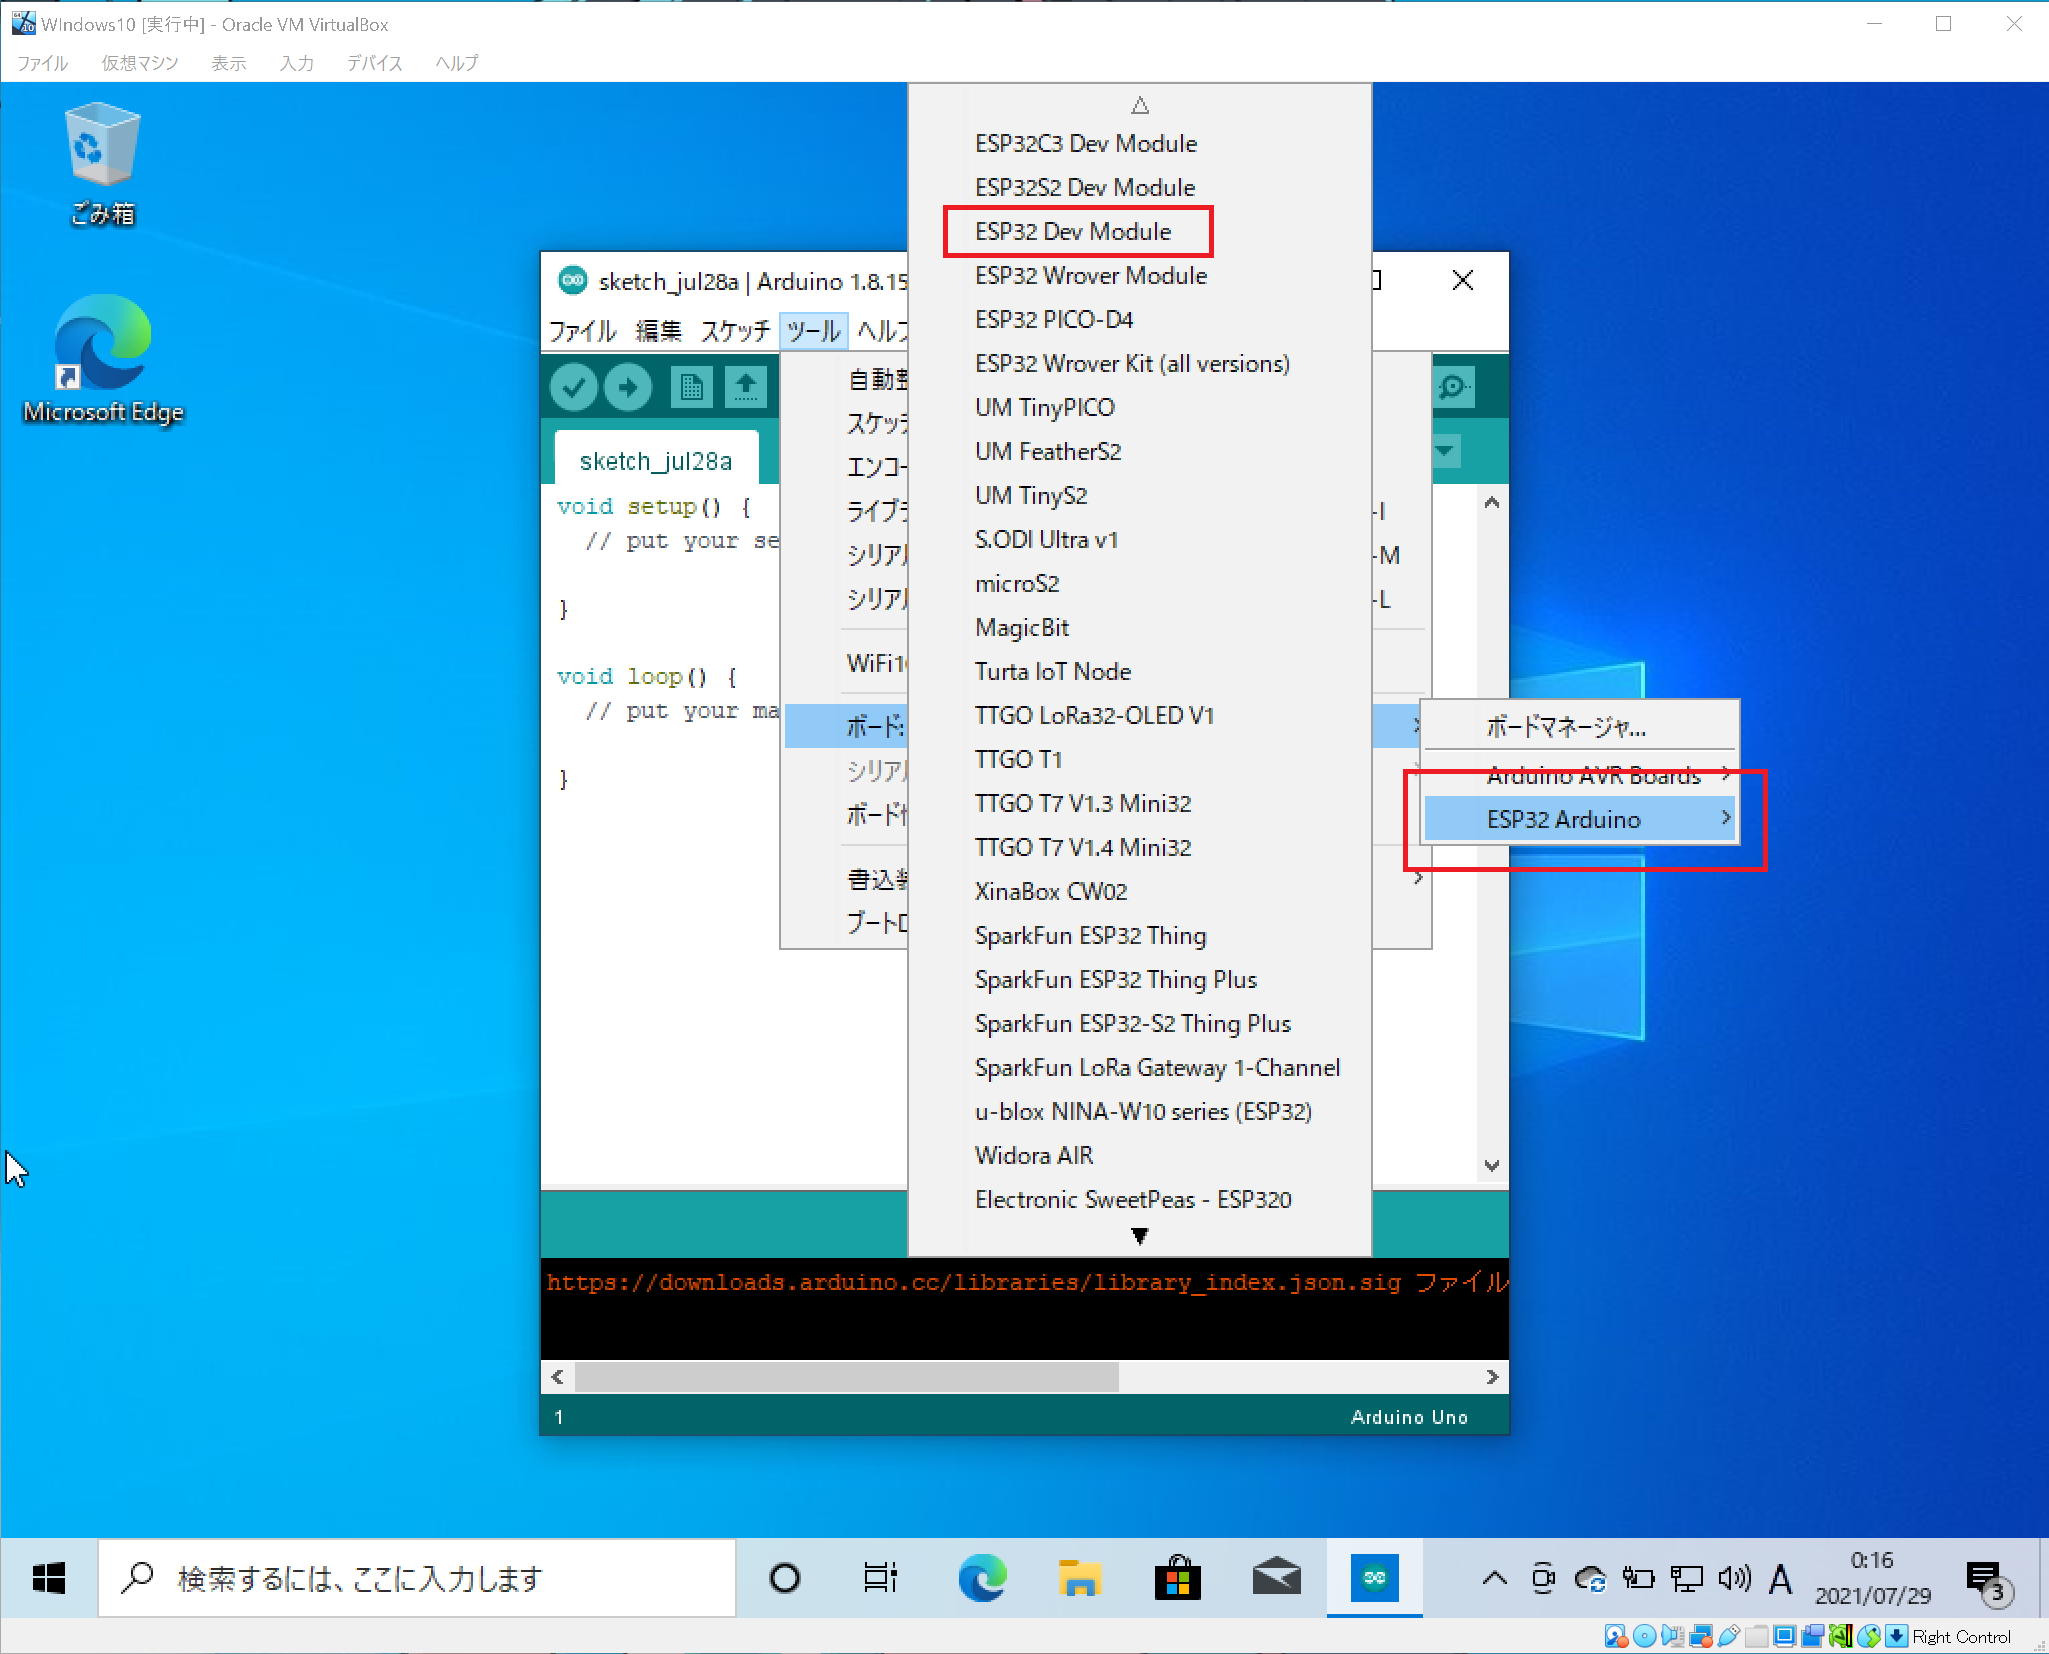 WIndows10 [実行中] - Oracle VM VirtualBox
ファイル 仮想マシン 表示 入力 デバイス ヘルプ
ごみ箱
Microsoft Edge
sketch_jul28a | Arduino 1.8.15
ファイル 編集 スケッチ ツール ヘルプ
sketch_jul28a
void setup() {
// put your se
}
void loop() {
// put your ma
}
自動整
スケッチ
エンコー
ライブラ
-I
シリアル
-M
シリアル
-L
WiFi1
ボード:
シリアル
ボード
書込装
ブートロ
ESP32C3 Dev Module
ESP32S2 Dev Module
ESP32 Dev Module
ESP32 Wrover Module
ESP32 PICO-D4
ESP32 Wrover Kit (all versions)
UM TinyPICO
UM FeatherS2
UM TinyS2
S.ODI Ultra v1
microS2
MagicBit
Turta IoT Node
TTGO LoRa32-OLED V1
TTGO T1
TTGO T7 V1.3 Mini32
TTGO T7 V1.4 Mini32
XinaBox CW02
SparkFun ESP32 Thing
SparkFun ESP32 Thing Plus
SparkFun ESP32-S2 Thing Plus
SparkFun LoRa Gateway 1-Channel
u-blox NINA-W10 series (ESP32)
Widora AIR
Electronic SweetPeas - ESP320
ボードマネージャ...
Arduino AVR Boards
ESP32 Arduino
https://downloads.arduino.cc/libraries/library_index.json.sig ファイル
1
Arduino Uno
検索するには、ここに入力します
A
0:16
2021/07/29
3
Right Control